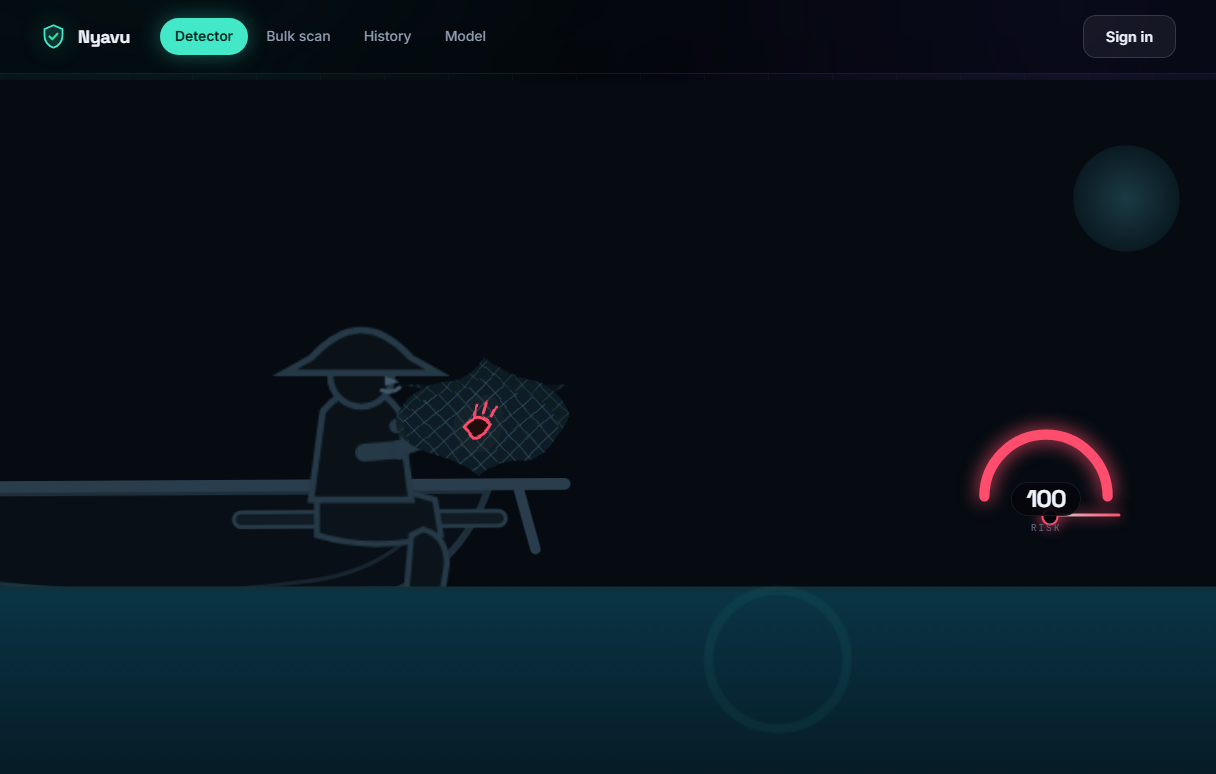 Nyavu
Detector
Bulk scan
History
Model
Sign in
100
RISK